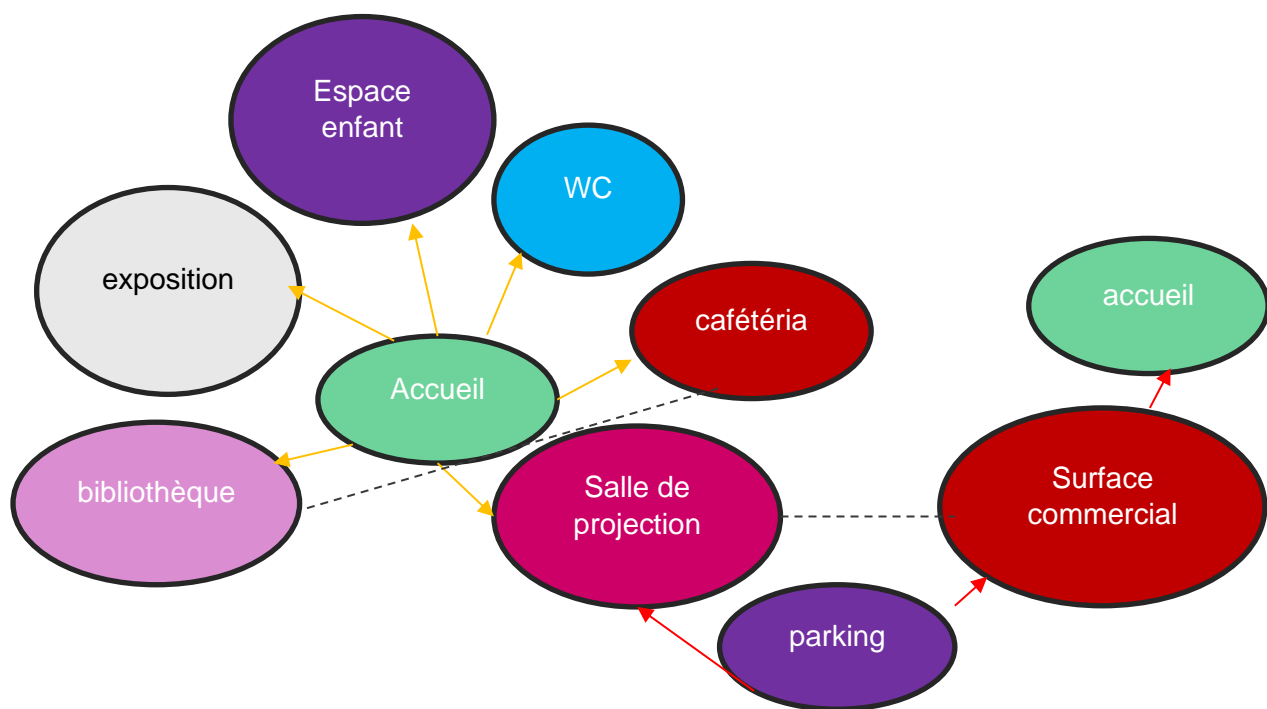 Espace
enfant
WC
exposition
accueil
cafétéria
Accueil
bibliothèque
Salle de
projection
Surface
commercial
parking